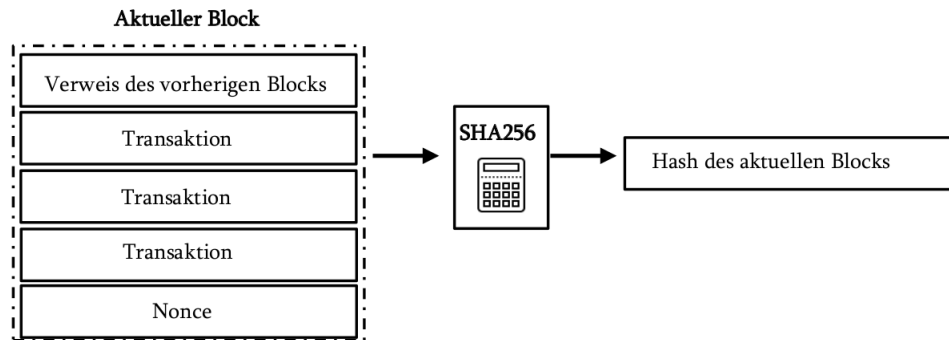 Aktueller Block
Verweis des vorherigen Blocks
Transaktion
Transaktion
Transaktion
Nonce
SHA256
Hash des aktuellen Blocks